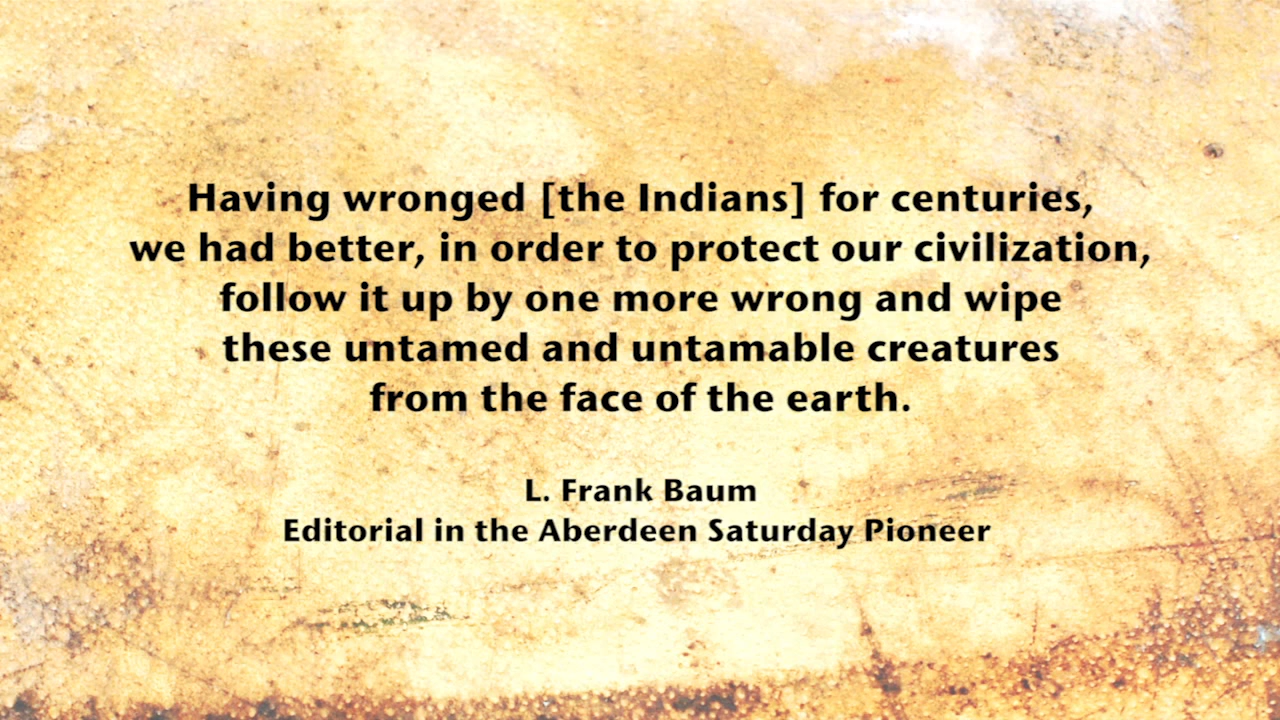 Having wronged [the Indians] for centuries,
we had better, in order to protect our civilization,
follow it up by one more wrong and wipe
these untamed and untamable creatures
from the face of the earth.
L. Frank Baum
Editorial in the Aberdeen Saturday Pioneer